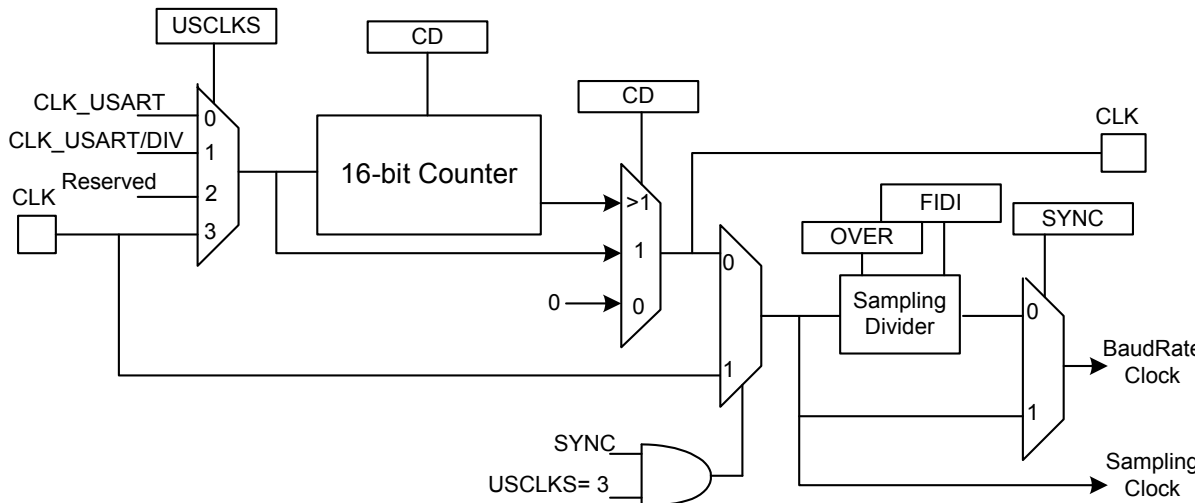 USCLKS
CD
CD
CLK_USART
0
CLK_USART/DIV
1
Reserved
2
CLK
3
16-bit Counter
>1
1
0
0
CLK
0
1
FIDI
OVER
SYNC
Sampling
Divider
0
1
BaudRate
Clock
SYNC
USCLKS= 3
Sampling
Clock